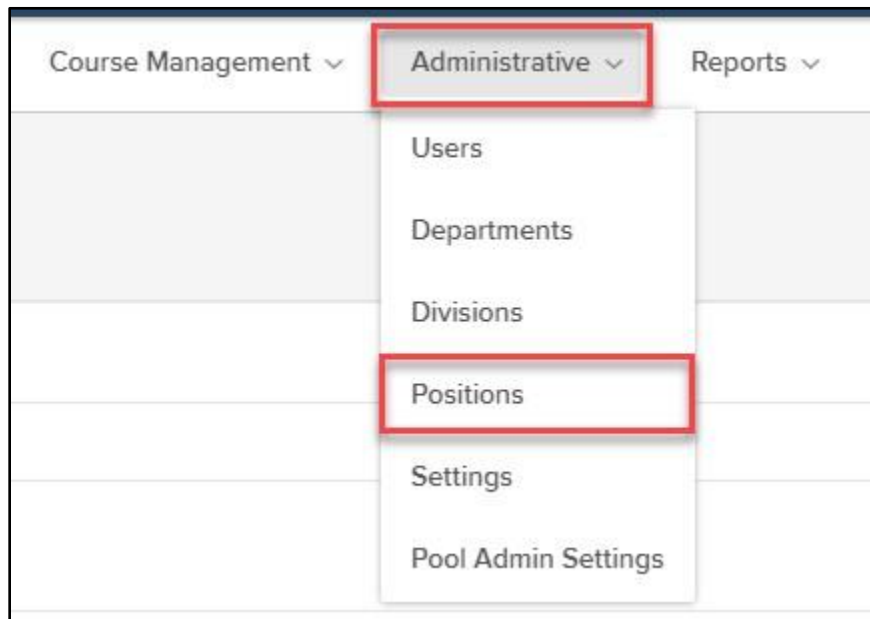 Course Management Administrative Reports
Users
Departments
Divisions
Positions
Settings
Pool Admin Settings